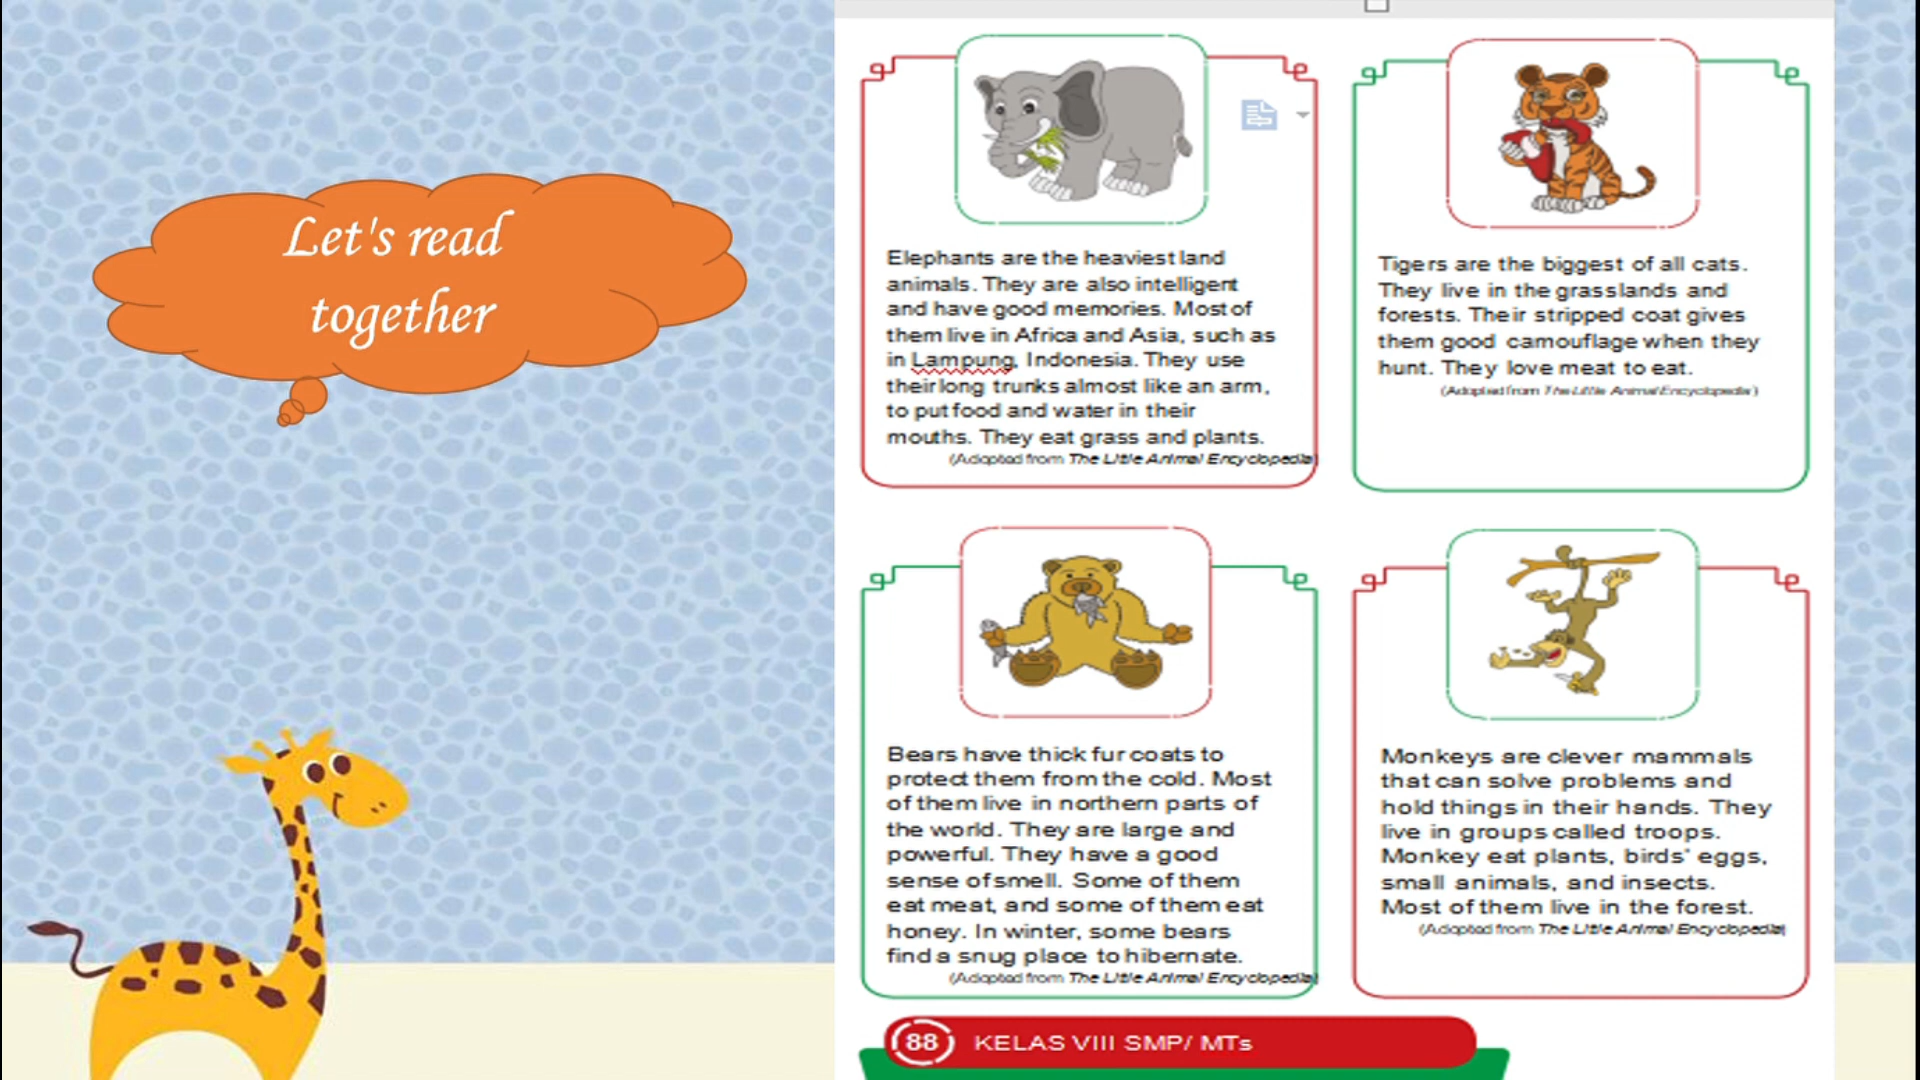 Let's read
together
Elephants are the heaviest land
animals. They are also intelligent
and have good memories. Most of
them live in Africa and Asia, such as
in Lampung, Indonesia. They use
their long trunks almost like an arm,
to put food and water in their
mouths. They eat grass and plants.
(Adapted from The Little Animal Encyclopedia)
Tigers are the biggest of all cats.
They live in the grasslands and
forests. Their stripped coat gives
them good camouflage when they
hunt. They love meat to eat.
(Adapted from The Little Animal Encyclopedia)
Bears have thick fur coats to
protect them from the cold. Most
of them live in northern parts of
the world. They are large and
powerful. They have a good
sense of smell. Some of them
eat meat, and some of them eat
honey. In winter, some bears
find a snug place to hibernate.
(Adapted from The Little Animal Encyclopedia)
Monkeys are clever mammals
that can solve problems and
hold things in their hands. They
live in groups called troops.
Monkey eat plants, birds' eggs,
small animals, and insects.
Most of them live in the forest.
(Adapted from The Little Animal Encyclopedia)
88 KELAS VIII SMP/ MTs